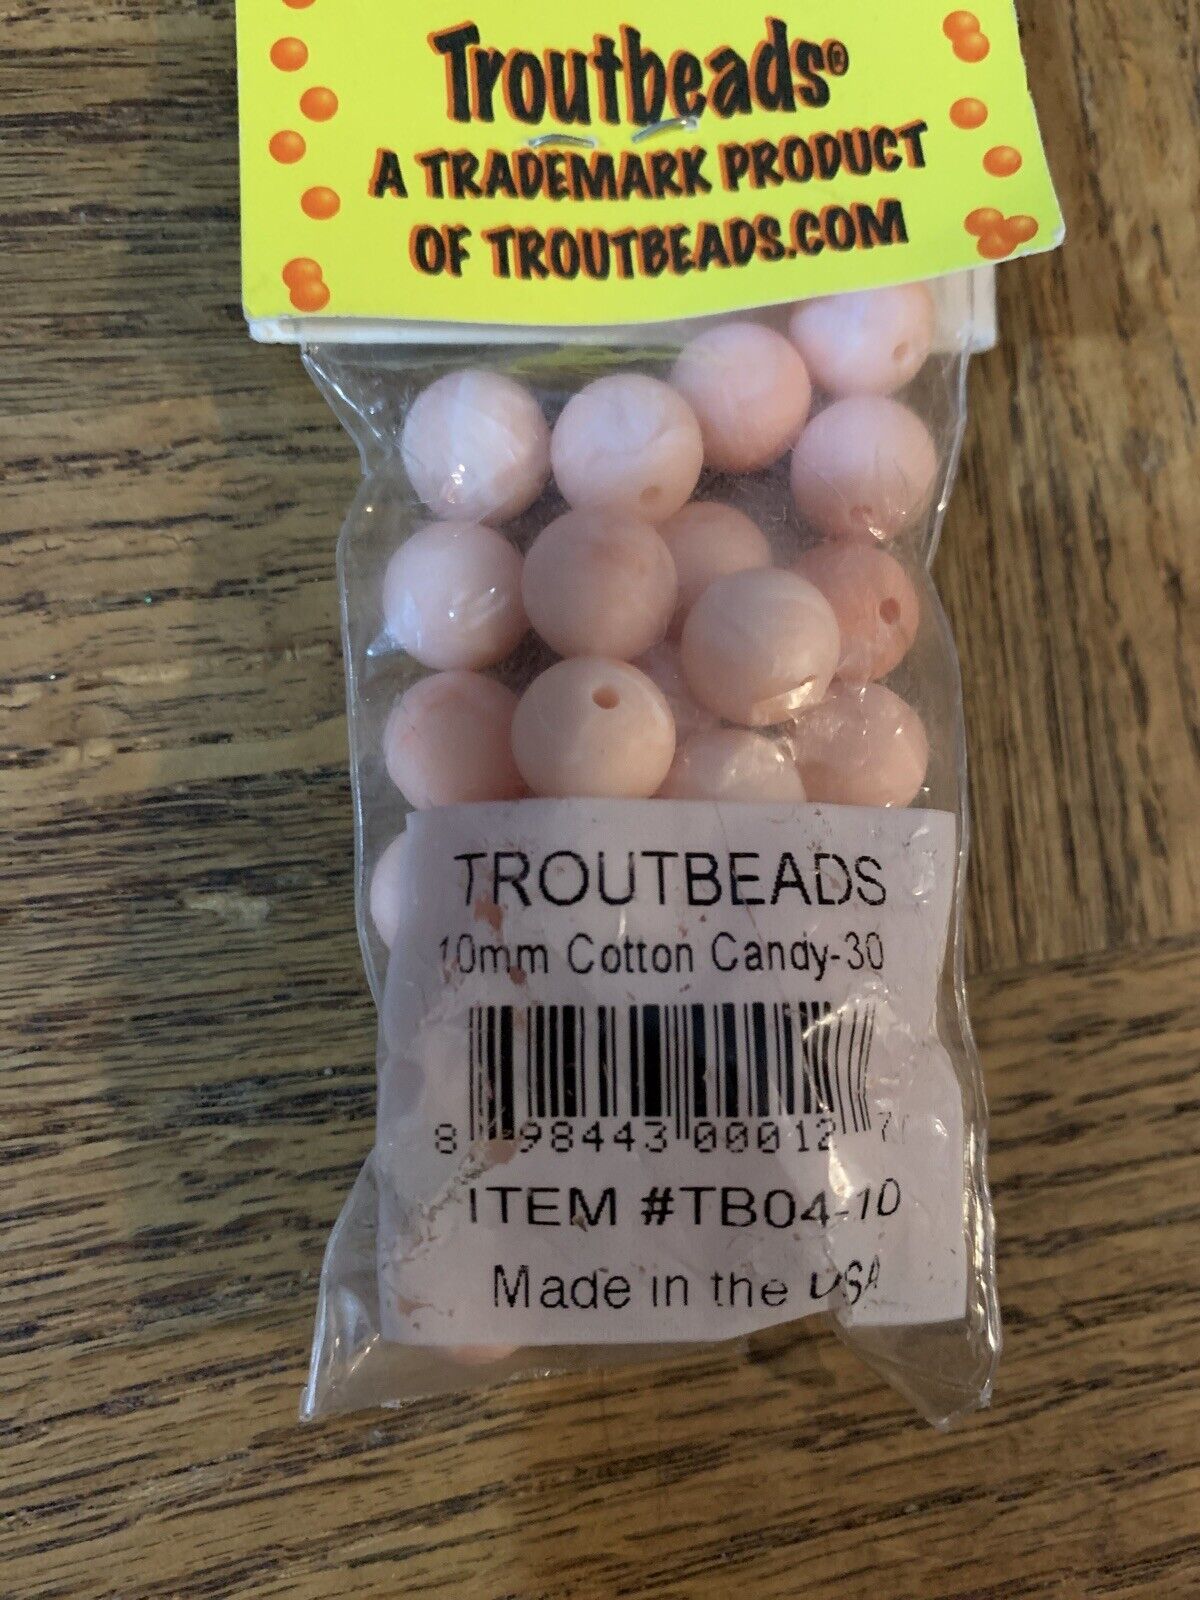 Troutbeads®
A TRADEMARK PRODUCT
OF TROUTBEADS.COM
TROUTBEADS
10mm Cotton Candy-30
8 98443 00012 7
ITEM #TB04-10
Made in the USA